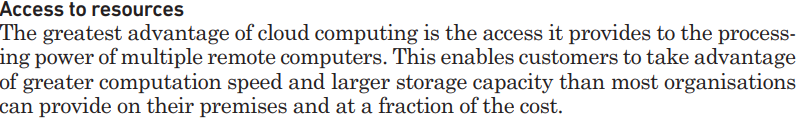 Access to resources
The greatest advantage of cloud computing is the access it provides to the process-
ing power of multiple remote computers. This enables customers to take advantage
of greater computation speed and larger storage capacity than most organisations
can provide on their premises and at a fraction of the cost.